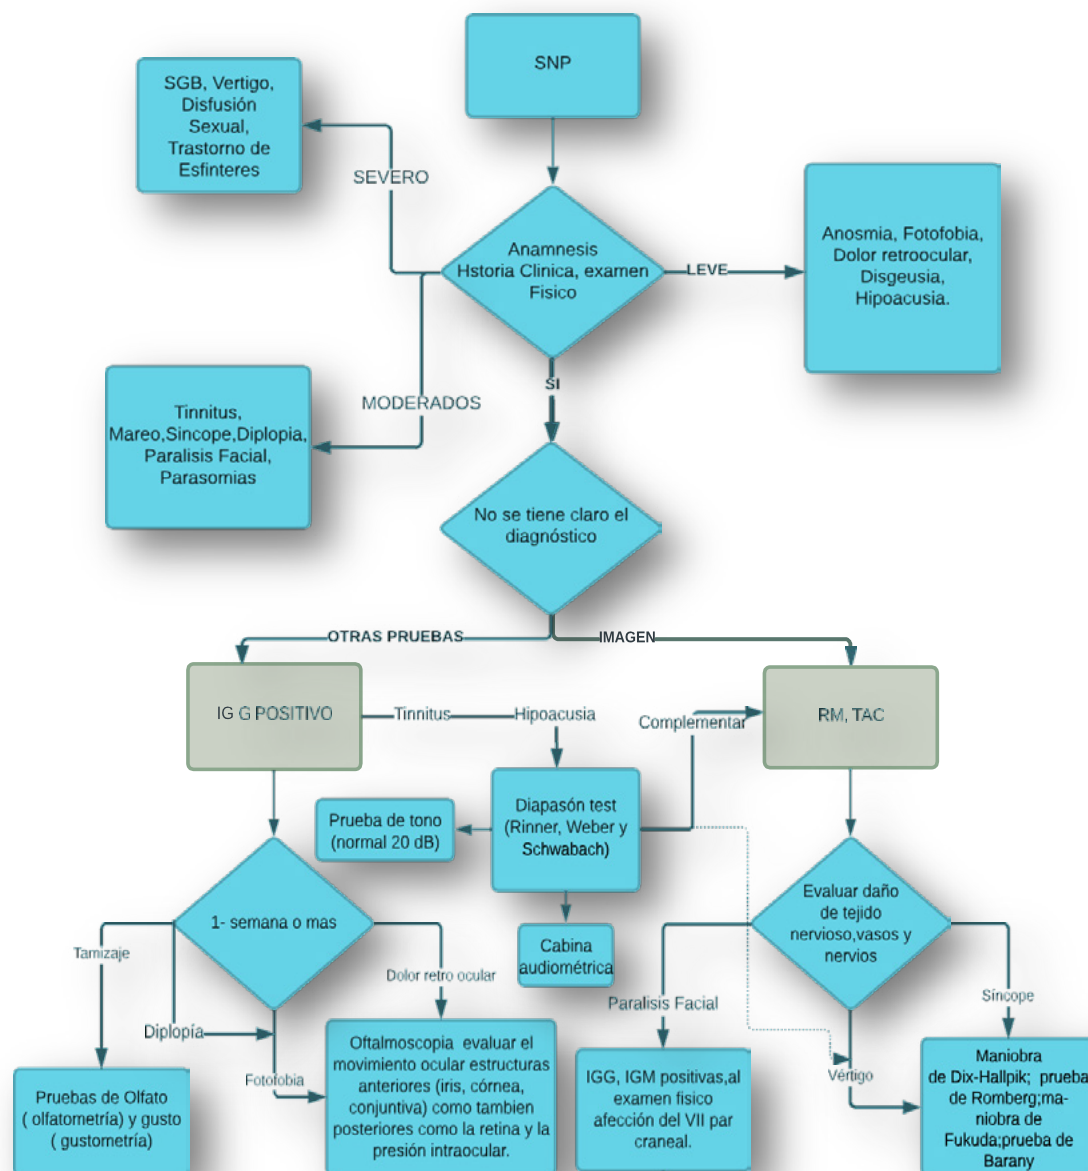 SNP
SGB, Vertigo,
Disfusión
Sexual,
Trastorno de
Esfinteres
SEVERO
Anamnesis
Hstoria Clinica, examen
Fisico
LEVE
Anosmia, Fotofobia,
Dolor retroocular,
Disgeusia,
Hipoacusia.
SI
MODERADOS
Tinnitus,
Mareo,Sincope,Diplopia,
Paralisis Facial,
Parasomias
No se tiene claro el
diagnóstico
OTRAS PRUEBAS
IMAGEN
IG G POSITIVO
Tinnitus
Hipoacusia
Complementar
RM, TAC
Prueba de tono
(normal 20 dB)
Diapasón test
(Rinner, Weber y
Schwabach)
Evaluar daño
de tejido
nervioso,vasos y
nervios
1- semana o mas
Cabina
audiométrica
Tamizaje
Dolor retro ocular
Diplopía
Fotofobia
Paralisis Facial
Síncope
Vértigo
Pruebas de Olfato
( olfatometría) y gusto
( gustometría)
Oftalmoscopia evaluar el
movimiento ocular estructuras
anteriores (iris, córnea,
conjuntiva) como tambien
posteriores como la retina y la
presión intraocular.
IGG, IGM positivas,al
examen fisico
afección del VII par
craneal.
Maniobra
de Dix-Hallpik; prueba
de Romberg;ma-
niobra de
Fukuda;prueba de
Barany